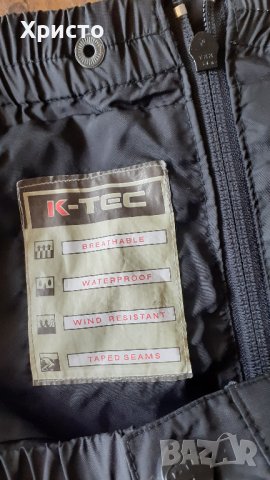 Христо
K-TEC
BREATHABLE
WATERPROOF
WIND RESISTANT
TAPED SEAMS
BAZAR